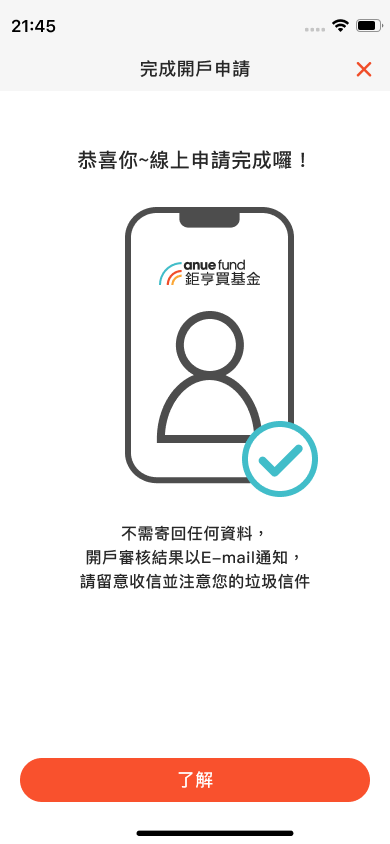 21:45
完成開戶申請
恭喜你~線上申請完成囉！
anue fund
鉅亨買基金
不需寄回任何資料，
開戶審核結果以E-mail通知，
請留意收信並注意您的垃圾信件
了解